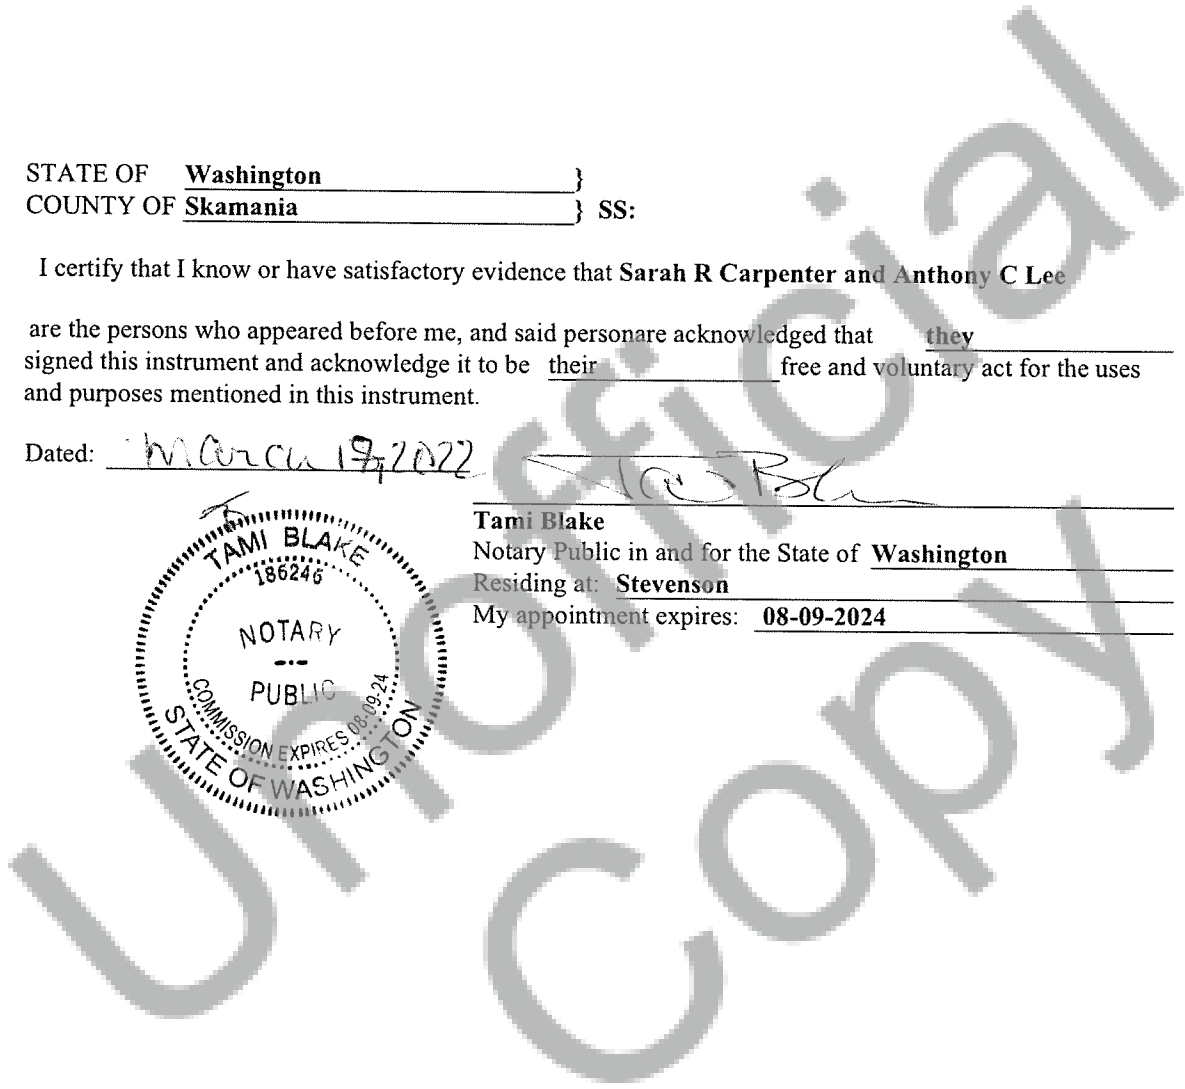 STATE OF Washington }
COUNTY OF Skamania } SS:
I certify that I know or have satisfactory evidence that Sarah R Carpenter and Anthony C Lee
are the persons who appeared before me, and said personare acknowledged that they
signed this instrument and acknowledge it to be their free and voluntary act for the uses
and purposes mentioned in this instrument.
Dated: March 18, 2022
Tami Blake
Notary Public in and for the State of Washington
Residing at: Stevenson
My appointment expires: 08-09-2024
TAMI BLAKE
186246
NOTARY
PUBLIC
COMMISSION EXPIRES 08-09-24
STATE OF WASHINGTON
Unofficial
Copy